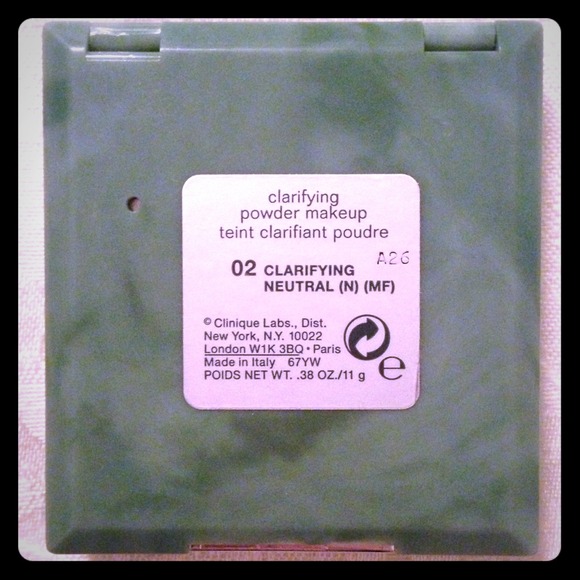 clarifying
powder makeup
teint clarifiant poudre
A26
02 CLARIFYING
NEUTRAL (N) (MF)
© Clinique Labs., Dist.
New York, N.Y. 10022
London W1K 3BQ • Paris
Made in Italy 67YW
POIDS NET WT. .38 OZ./11 g
e